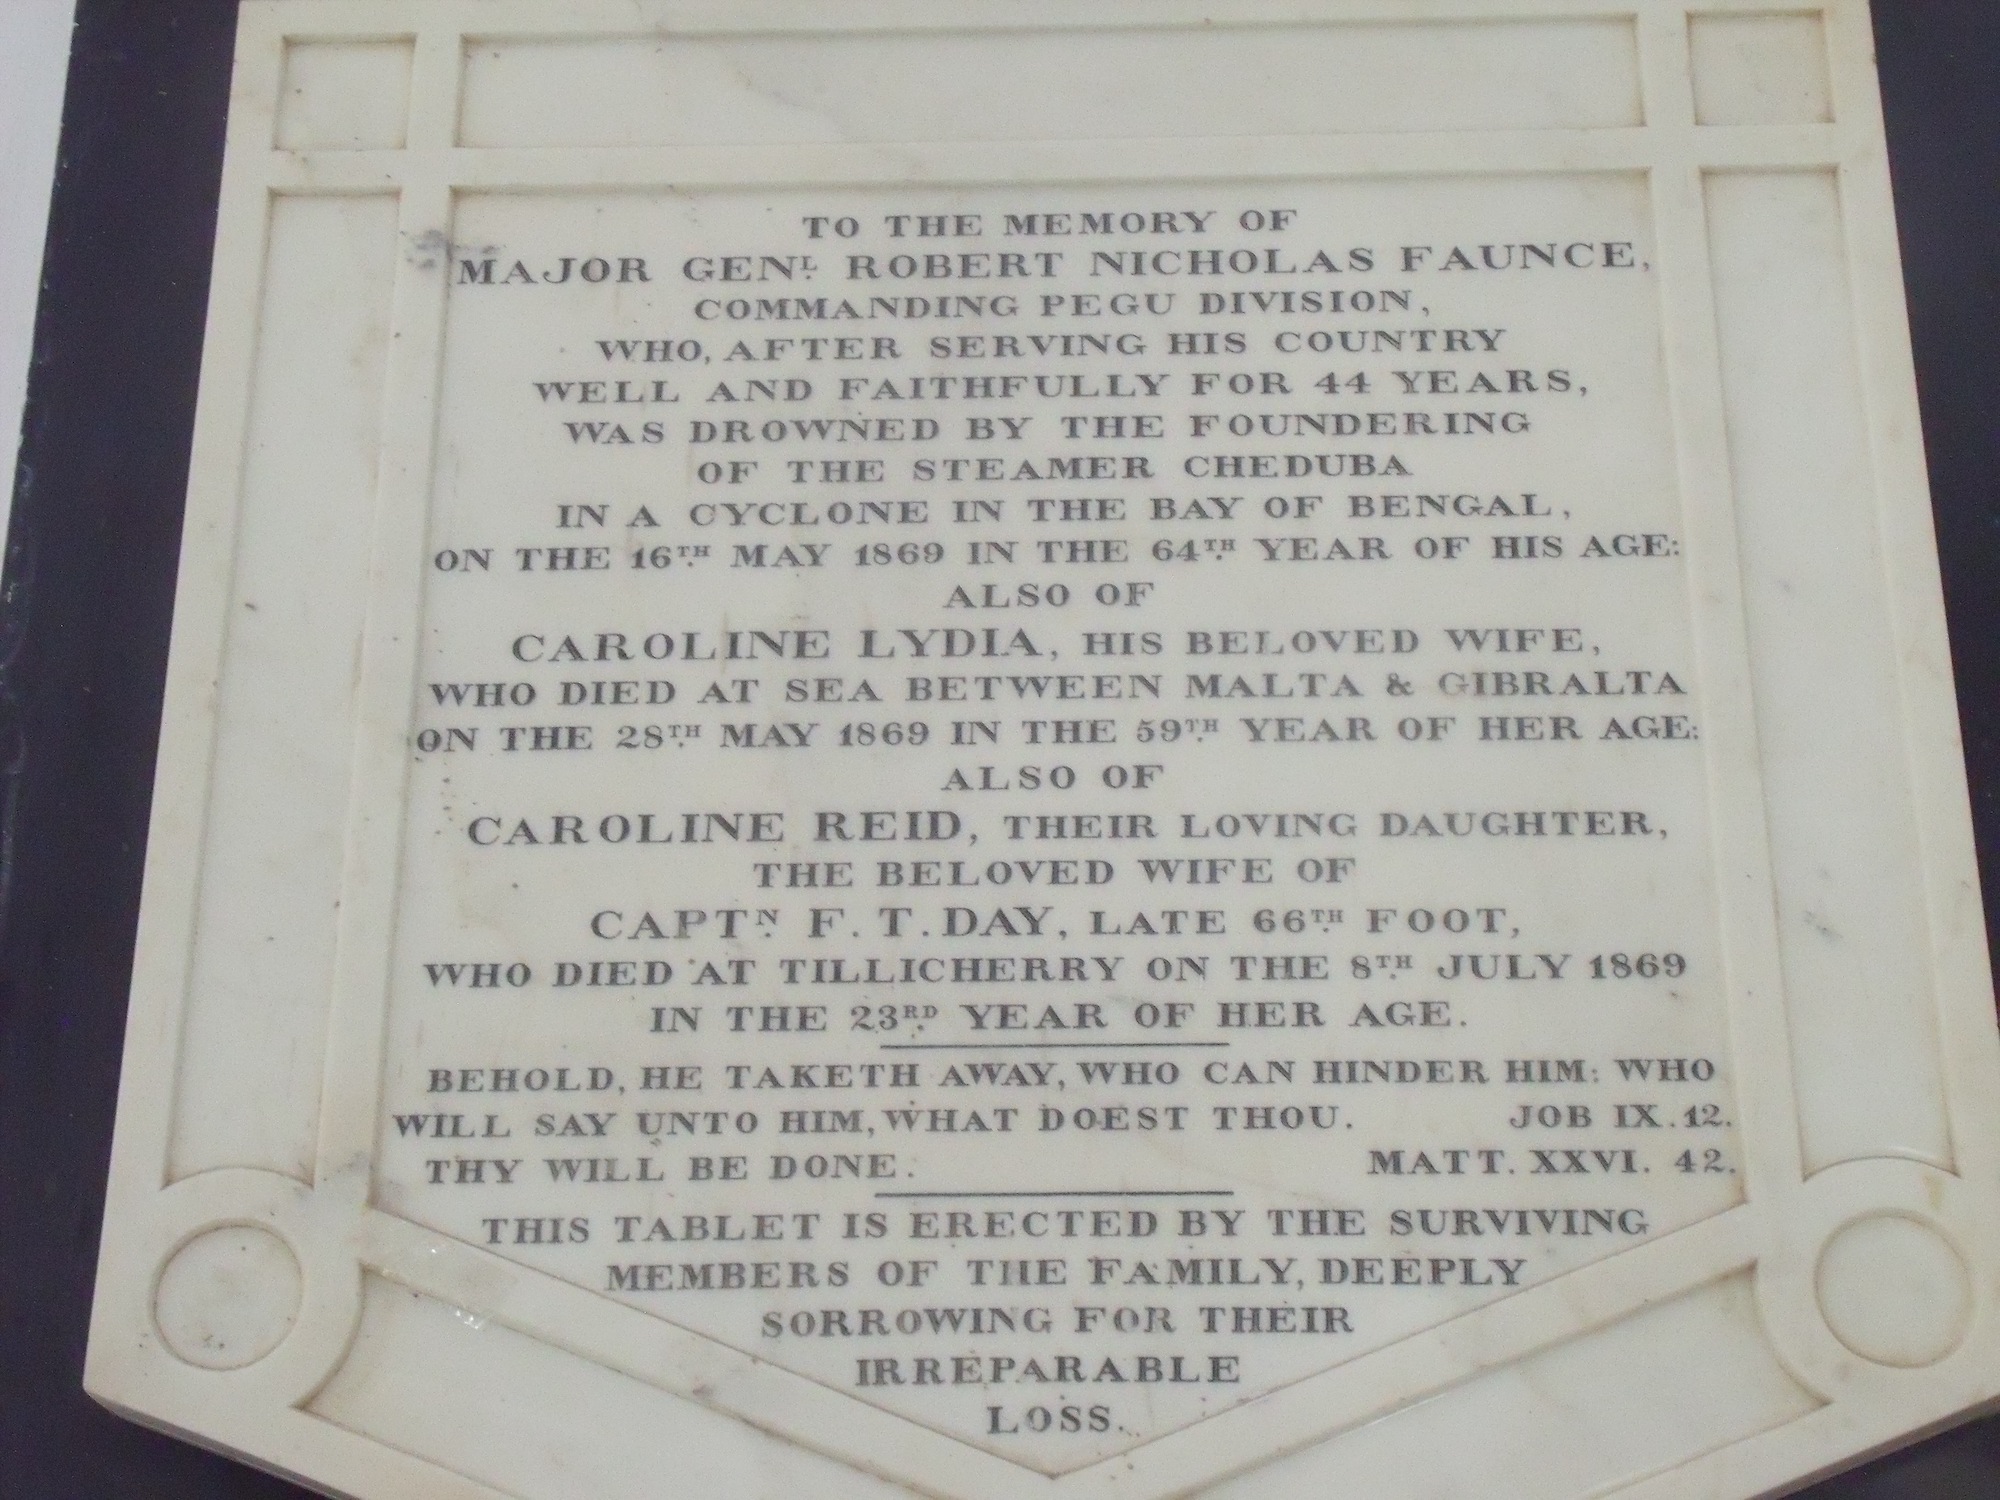 TO THE MEMORY OF
MAJOR GENL. ROBERT NICHOLAS FAUNCE,
COMMANDING PEGU DIVISION,
WHO, AFTER SERVING HIS COUNTRY
WELL AND FAITHFULLY FOR 44 YEARS,
WAS DROWNED BY THE FOUNDERING
OF THE STEAMER CHEDUBA
IN A CYCLONE IN THE BAY OF BENGAL,
ON THE 16TH. MAY 1869 IN THE 64TH. YEAR OF HIS AGE:
ALSO OF
CAROLINE LYDIA, HIS BELOVED WIFE,
WHO DIED AT SEA BETWEEN MALTA & GIBRALTA
ON THE 28TH. MAY 1869 IN THE 59TH. YEAR OF HER AGE:
ALSO OF
CAROLINE REID, THEIR LOVING DAUGHTER,
THE BELOVED WIFE OF
CAPTN. F. T. DAY, LATE 66TH. FOOT,
WHO DIED AT TILLICHERRY ON THE 8TH. JULY 1869
IN THE 23RD. YEAR OF HER AGE.
BEHOLD, HE TAKETH AWAY, WHO CAN HINDER HIM: WHO
WILL SAY UNTO HIM, WHAT DOEST THOU. JOB IX. 12.
THY WILL BE DONE. MATT. XXVI. 42.
THIS TABLET IS ERECTED BY THE SURVIVING
MEMBERS OF THE FAMILY, DEEPLY
SORROWING FOR THEIR
IRREPARABLE
LOSS.